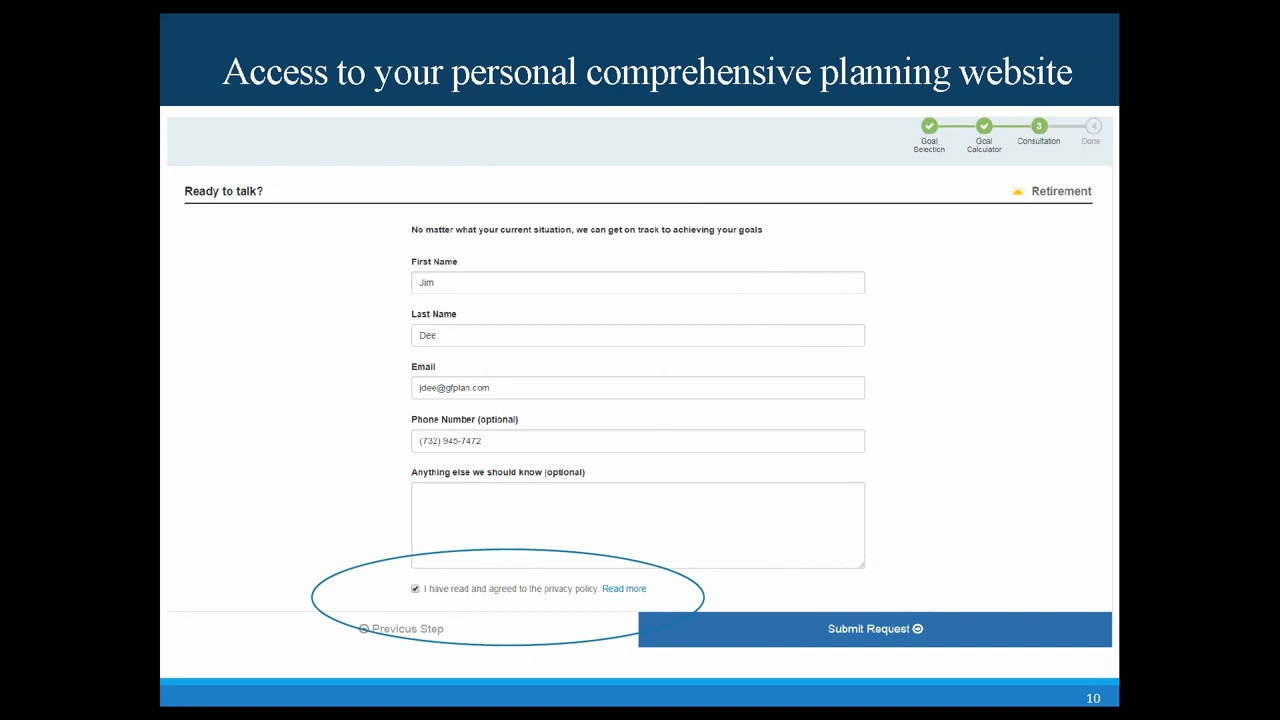 Access to your personal comprehensive planning website
3 4
Goal Selection
Goal Calculator
Consultation
Done
Ready to talk?
Retirement
No matter what your current situation, we can get on track to achieving your goals
First Name
Jim
Last Name
Dee
Email
jdee@gfplan.com
Phone Number (optional)
(732) 945-7472
Anything else we should know (optional)
I have read and agreed to the privacy policy. Read more
Previous Step
Submit Request
10